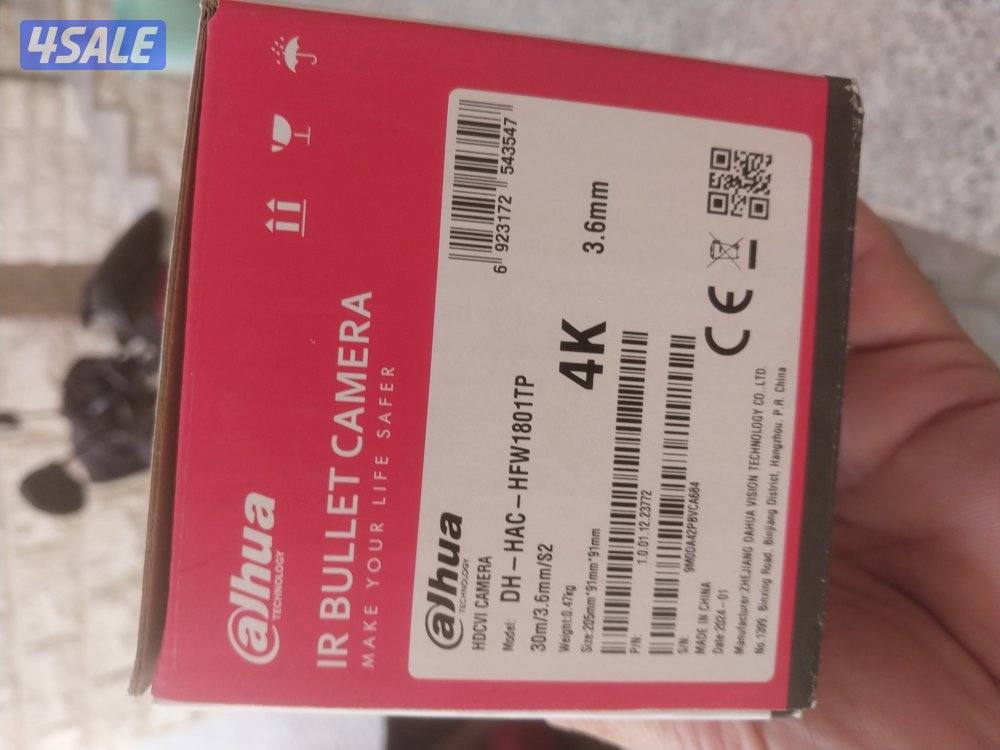 4SALE
alhua
TECHNOLOGY
IR BULLET CAMERA
MAKE YOUR LIFE SAFER
alhua
TECHNOLOGY
HDCVI CAMERA
6 923172 543547
Model: DH-HAC-HFW1801TP
30m/3.6mm/S2
4K
3.6mm
Weight:0.47kg
Size:205mm*91mm*91mm
P/N: 1.0.01.12.23772
S/N: 9M0DA42PBVCA684
MADE IN CHINA
Date:2024-01
CE
Manufacturer:ZHEJIANG DAHUA VISION TECHNOLOGY CO.,LTD.
No.1399, Binxing Road, Binjiang District, Hangzhou, P.R. China